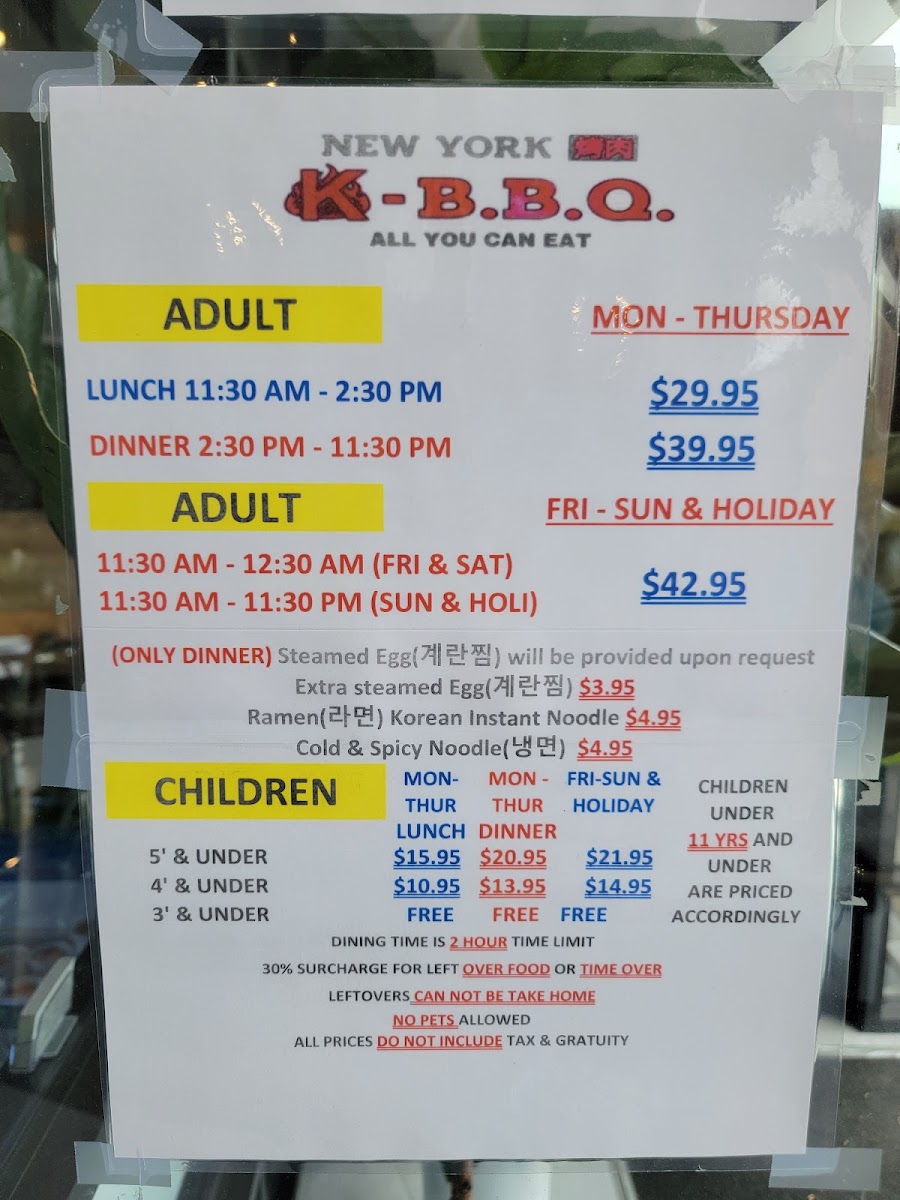 NEW YORK 烤肉
K-B.B.Q.
ALL YOU CAN EAT
ADULT MON - THURSDAY
LUNCH 11:30 AM - 2:30 PM $29.95
DINNER 2:30 PM - 11:30 PM $39.95
ADULT FRI - SUN & HOLIDAY
11:30 AM - 12:30 AM (FRI & SAT)
$42.95
11:30 AM - 11:30 PM (SUN & HOLI)
(ONLY DINNER) Steamed Egg(계란찜) will be provided upon request
Extra steamed Egg(계란찜) $3.95
Ramen(라면) Korean Instant Noodle $4.95
Cold & Spicy Noodle(냉면) $4.95
CHILDREN
MON- MON - FRI-SUN &
THUR THUR HOLIDAY
LUNCH DINNER
5' & UNDER $15.95 $20.95 $21.95
4' & UNDER $10.95 $13.95 $14.95
3' & UNDER FREE FREE FREE
CHILDREN
UNDER
11 YRS AND
UNDER
ARE PRICED
ACCORDINGLY
DINING TIME IS 2 HOUR TIME LIMIT
30% SURCHARGE FOR LEFT OVER FOOD OR TIME OVER
LEFTOVERS CAN NOT BE TAKE HOME
NO PETS ALLOWED
ALL PRICES DO NOT INCLUDE TAX & GRATUITY